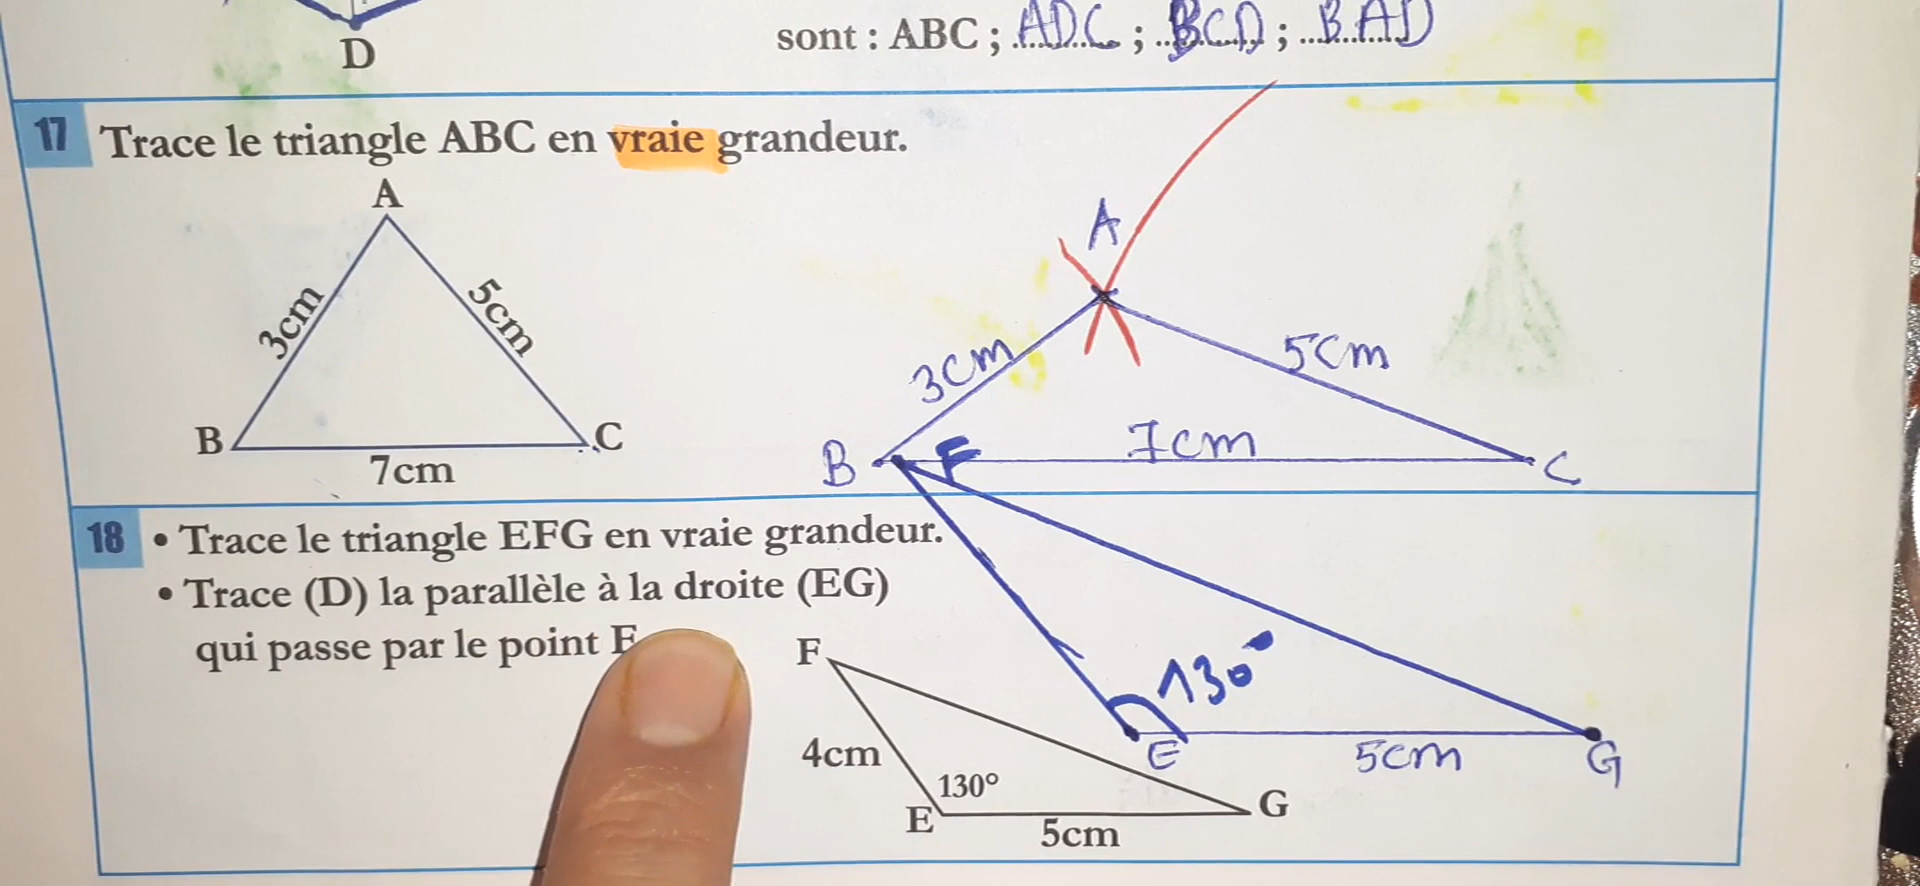 D
sont : ABC ; ADC ; BCD ; BAD
17 Trace le triangle ABC en vraie grandeur.
A
3cm
5cm
B
C
7cm
A
3cm
5cm
B
7cm
C
F
18 • Trace le triangle EFG en vraie grandeur.
• Trace (D) la parallèle à la droite (EG)
qui passe par le point
F
4cm
130°
E
G
5cm
130°
E
5cm
G